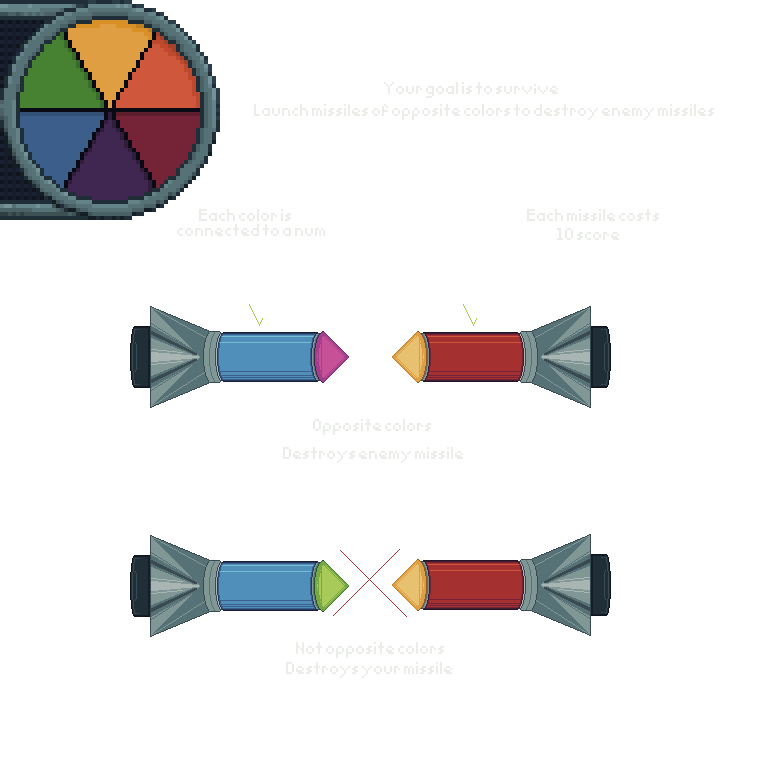 Your goal is to survive
Launch missiles of opposite colors to destroy enemy missiles
Each color is
connected to a num
Each missile costs
10 score
Opposite colors
Destroys enemy missile
Not opposite colors
Destroys your missile